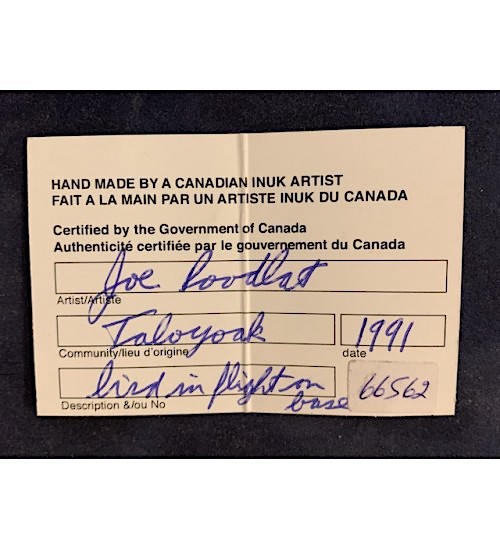 HAND MADE BY A CANADIAN INUK ARTIST
FAIT A LA MAIN PAR UN ARTISTE INUK DU CANADA
Certified by the Government of Canada
Authenticité certifiée par le gouvernement du Canada
Joe
Artist/Artiste
Taloyoak 1991
Community/lieu d'origine date
bird in flight on
base 66562
Description &/ou No